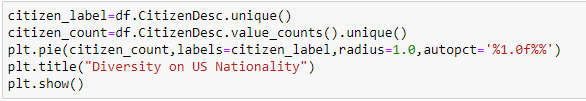 citizen_label=df.CitizenDesc.unique()
citizen_count=df.CitizenDesc.value_counts().unique()
plt.pie(citizen_count,labels=citizen_label,radius=1.0,autopct='%1.0f%%')
plt.title("Diversity on US Nationality")
plt.show()